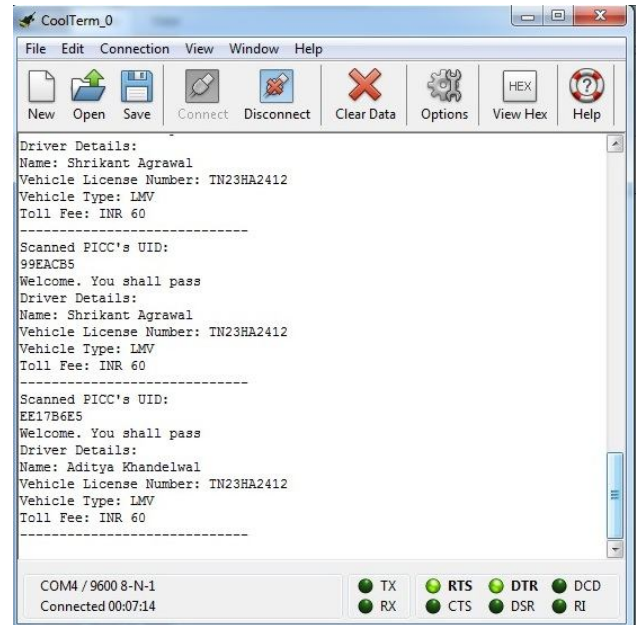 CoolTerm_0
File Edit Connection View Window Help
HEX
New Open Save Connect Disconnect Clear Data Options View Hex Help
Driver Details:
Name: Shrikant Agrawal
Vehicle License Number: TN23HA2412
Vehicle Type: LMV
Toll Fee: INR 60
-----------------------------
Scanned PICC's UID:
99EACB5
Welcome. You shall pass
Driver Details:
Name: Shrikant Agrawal
Vehicle License Number: TN23HA2412
Vehicle Type: LMV
Toll Fee: INR 60
-----------------------------
Scanned PICC's UID:
EE17B6E5
Welcome. You shall pass
Driver Details:
Name: Aditya Khandelwal
Vehicle License Number: TN23HA2412
Vehicle Type: LMV
Toll Fee: INR 60
-----------------------------
COM4 / 9600 8-N-1 TX RTS DTR DCD
Connected 00:07:14 RX CTS DSR RI